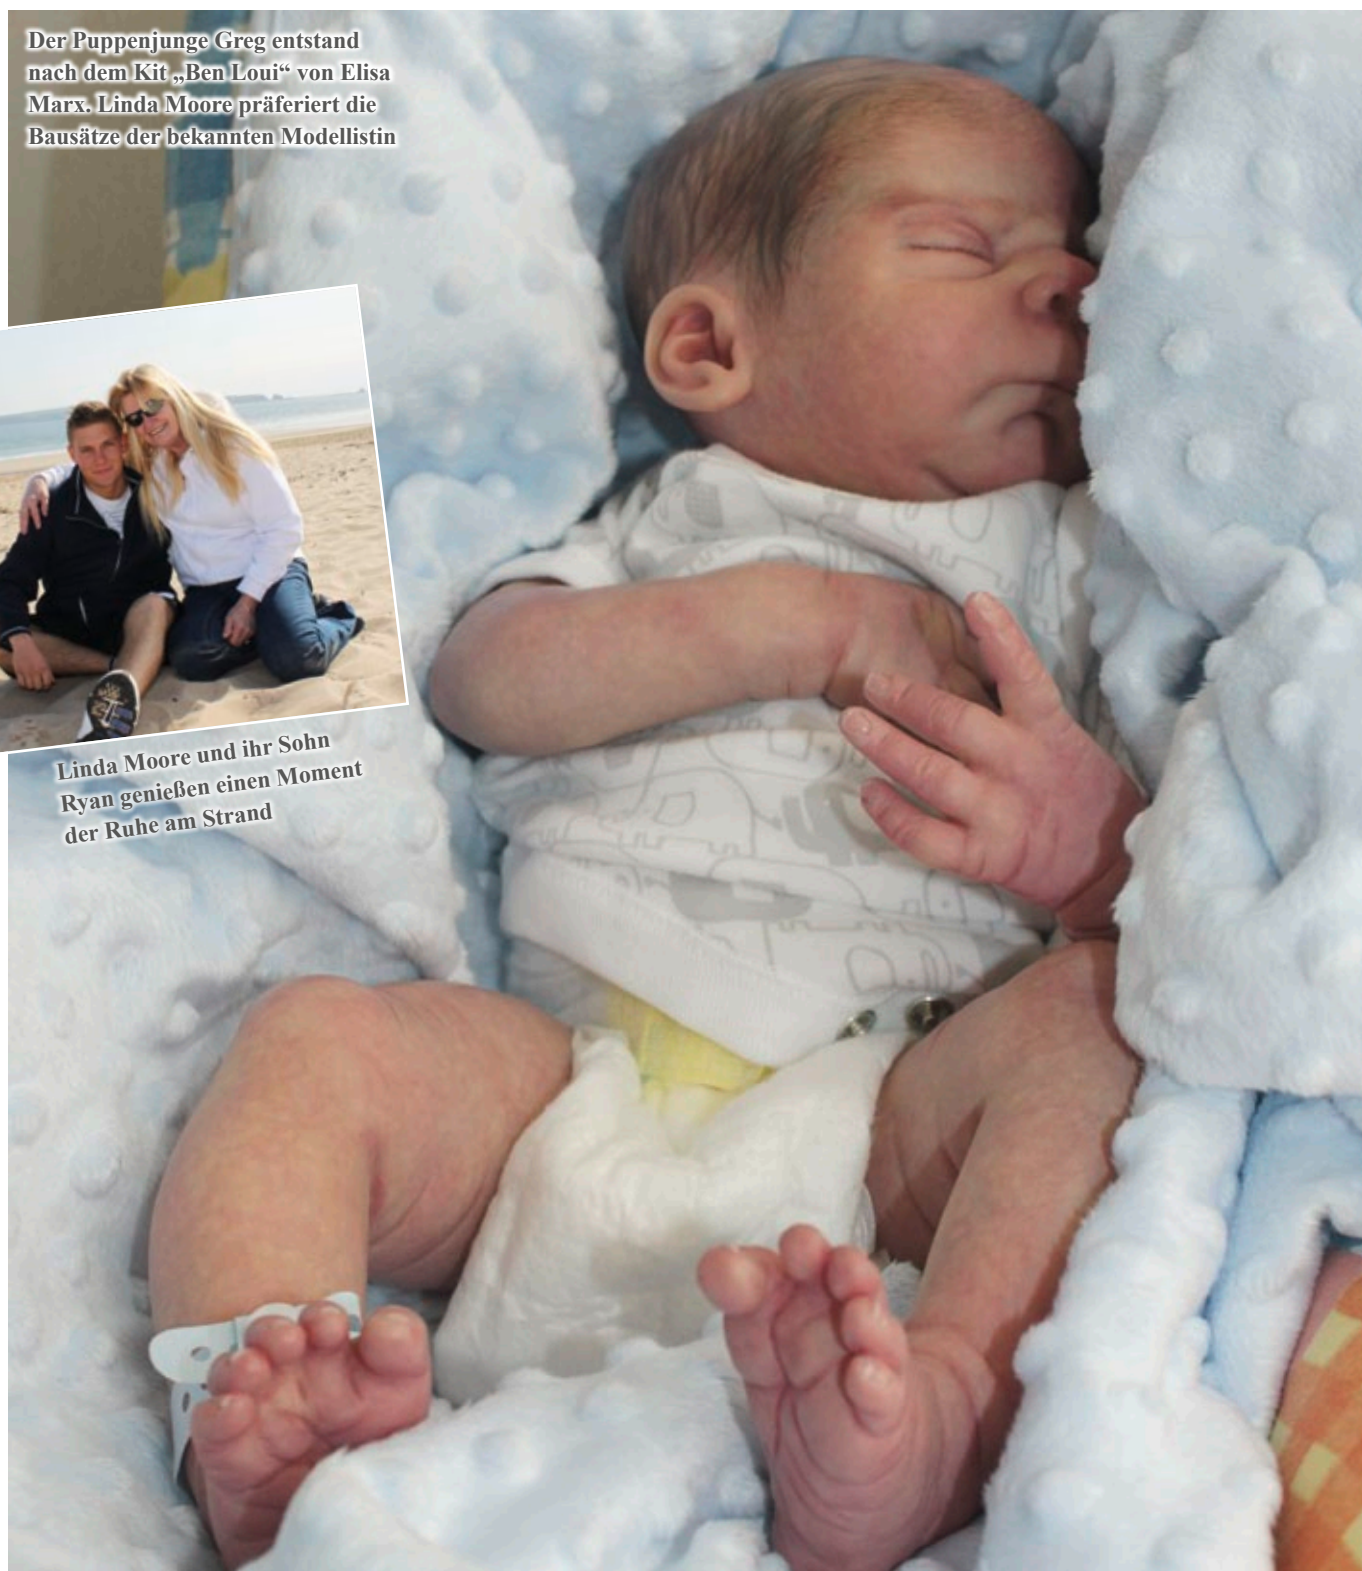 Der Puppenjunge Greg entstand
nach dem Kit „Ben Loui“ von Elisa
Marx. Linda Moore präferiert die
Bausätze der bekannten Modellistin
Linda Moore und ihr Sohn
Ryan genießen einen Moment
der Ruhe am Strand